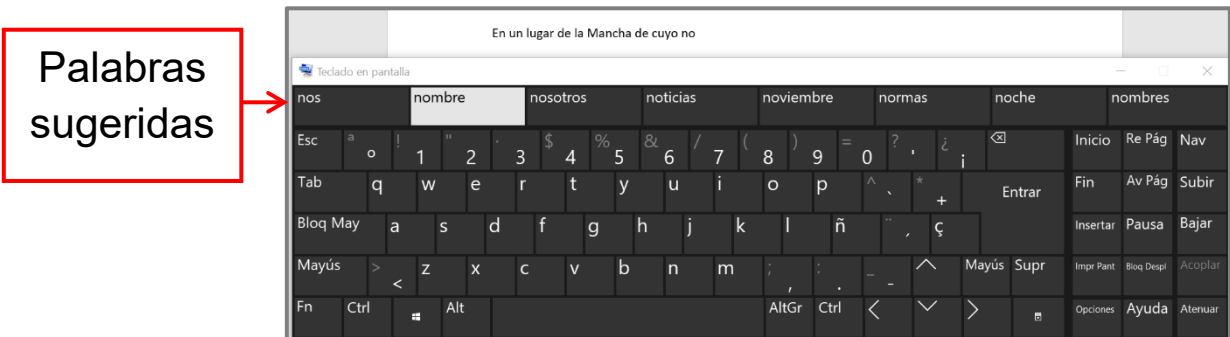 Palabras
sugeridas
En un lugar de la Mancha de cuyo no
Teclado en pantalla
nos nombre nosotros noticias noviembre normas noche nombres
Esc ª º ! 1 " 2 · 3 $ 4 % 5 & 6 / 7 ( 8 ) 9 = 0 ? ' ¿ ¡ Inicio Re Pág Nav
Tab q w e r t y u i o p ^ ` * + Entrar Fin Av Pág Subir
Bloq May a s d f g h j k l ñ ¨ ´ ç Insertar Pausa Bajar
Mayús > < z x c v b n m ; , : . _ - Mayús Supr Impr Pant Bloq Despl Acoplar
Fn Ctrl Alt AltGr Ctrl Opciones Ayuda Atenuar